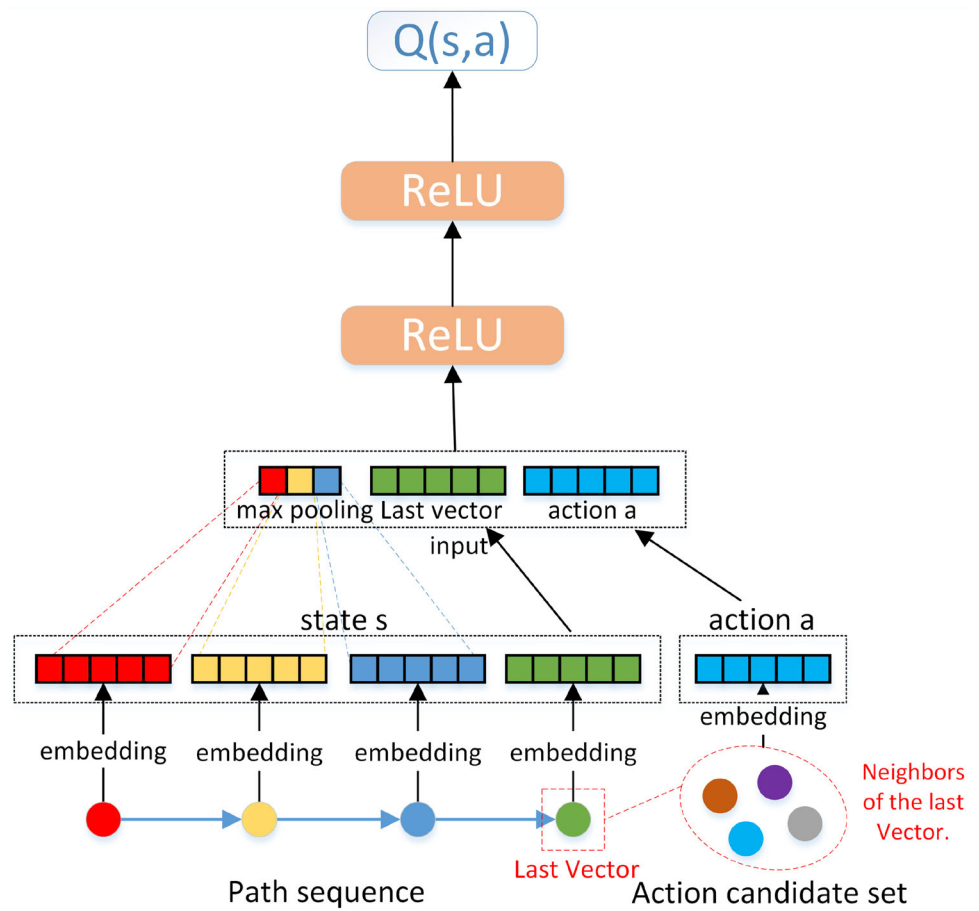 Q(s,a)
ReLU
ReLU
max pooling Last vector action a
input
state s
action a
embedding embedding embedding embedding
embedding
Neighbors
of the last
Vector.
Last Vector
Path sequence
Action candidate set